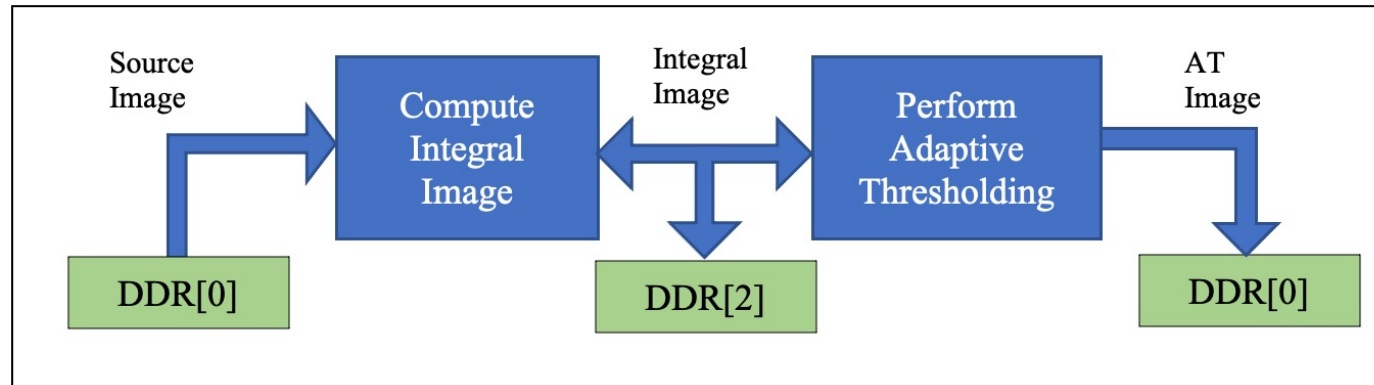 Source
Image
Compute
Integral
Image
Integral
Image
Perform
Adaptive
Thresholding
AT
Image
DDR[0]
DDR[2]
DDR[0]